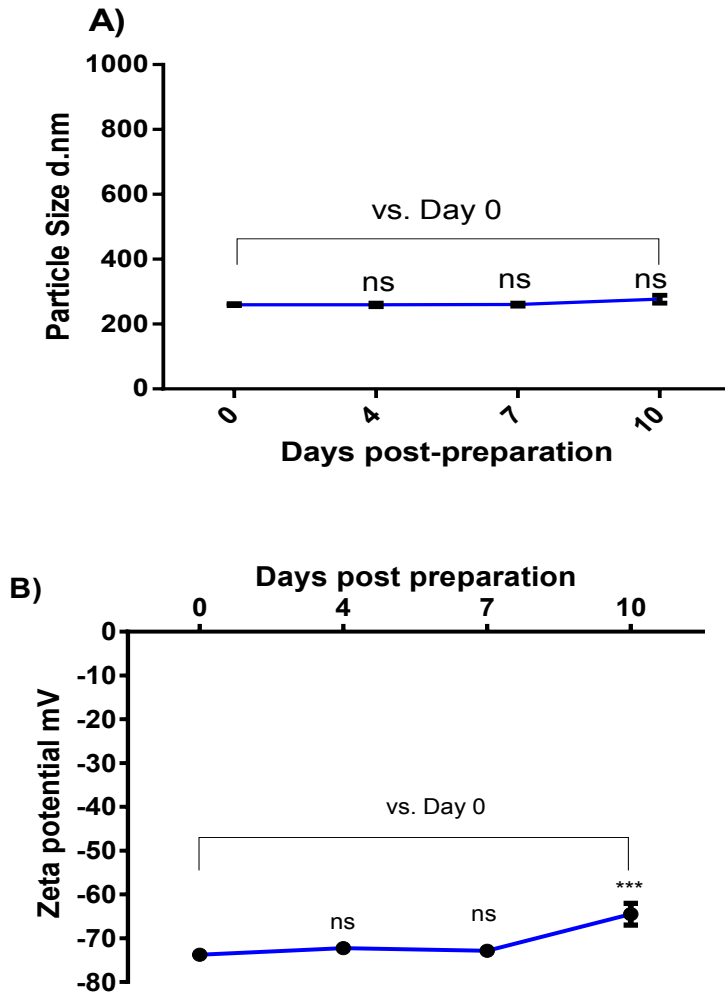 A)
1000
800
600
400
200
0
Particle Size d.nm
vs. Day 0
ns ns ns
0 4 7 10
Days post-preparation
B)
Days post preparation
0 4 7 10
0
-10
-20
-30
-40
-50
-60
-70
-80
Zeta potential mV
vs. Day 0
ns ns ***